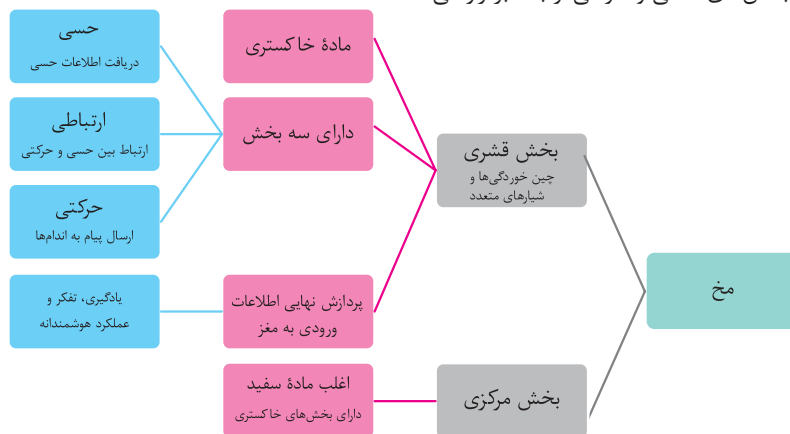 مخ
بخش قشری
چین خوردگی‌ها و
شیارهای متعدد
مادهٔ خاکستری
دارای سه بخش
حسی
دریافت اطلاعات حسی
ارتباطی
ارتباط بین حسی و حرکتی
حرکتی
ارسال پیام به اندام‌ها
پردازش نهایی اطلاعات
ورودی به مغز
یادگیری، تفکر و
عملکرد هوشمندانه
بخش مرکزی
اغلب مادهٔ سفید
دارای بخش‌های خاکستری